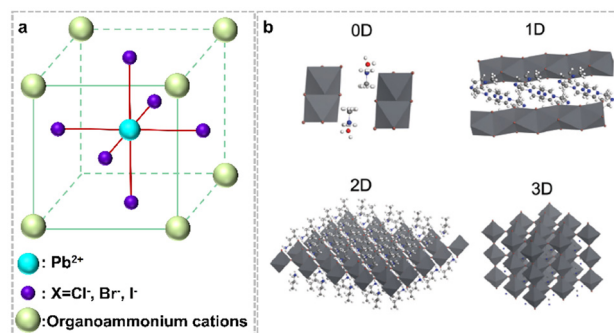 a
: Pb²⁺
: X=Cl⁻, Br⁻, I⁻
:Organoammonium cations
b
0D
1D
2D
3D